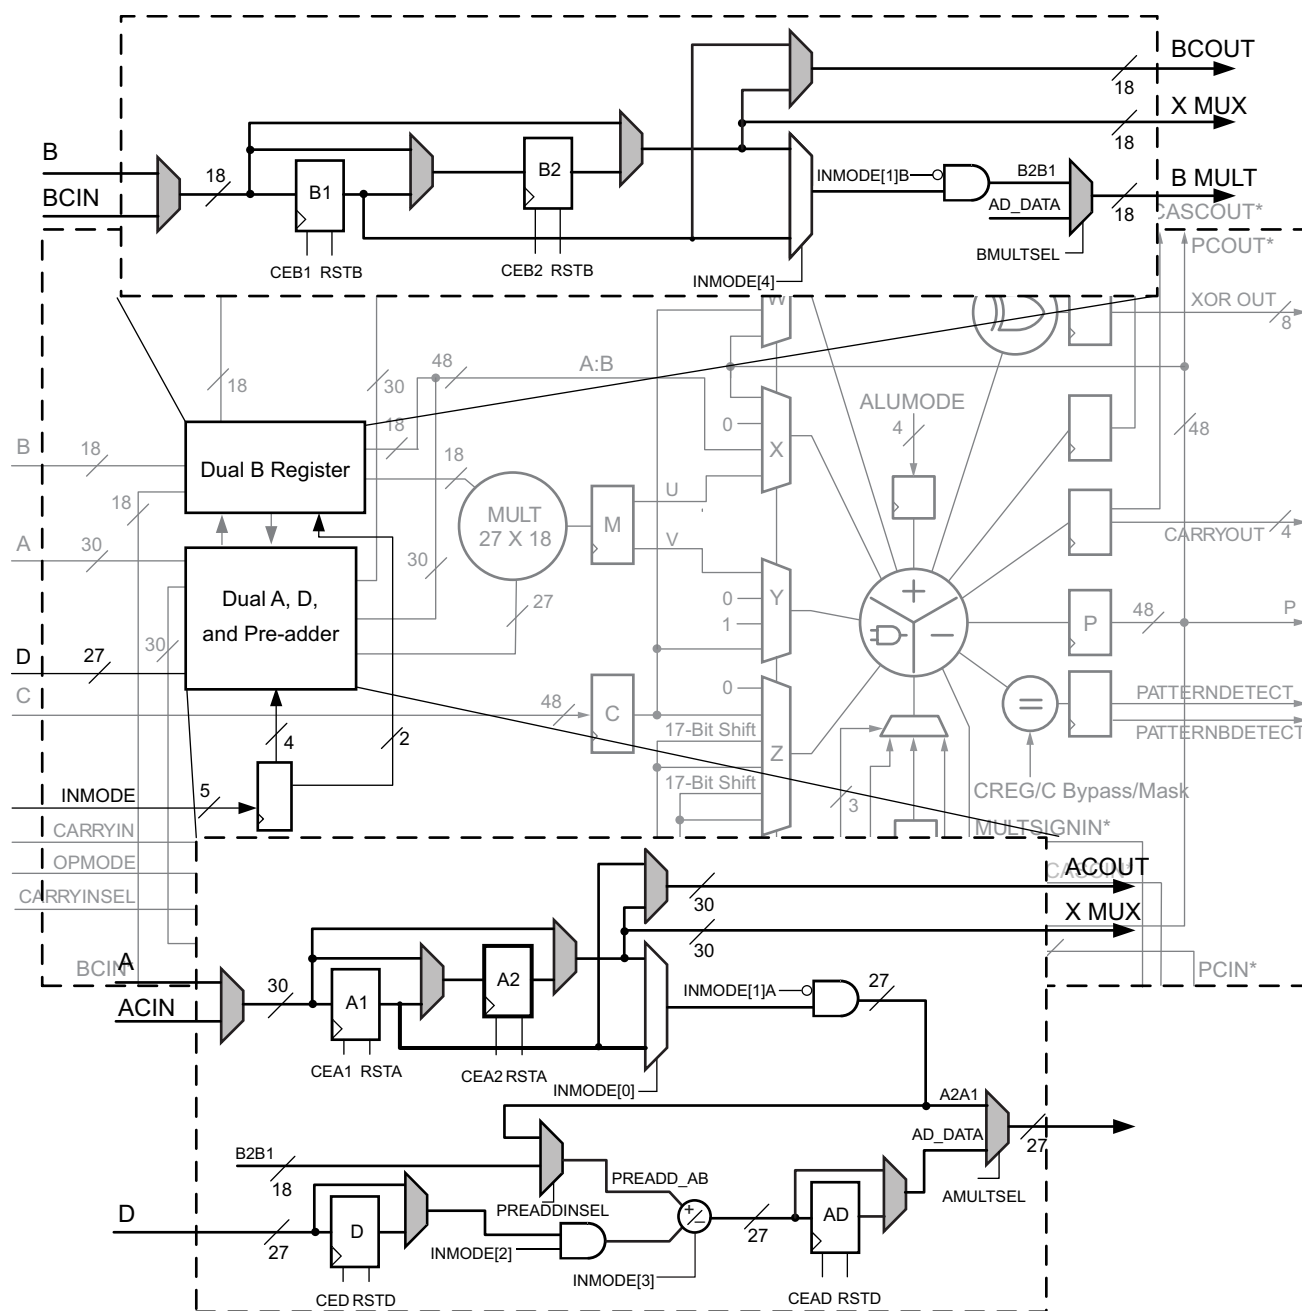 BCOUT
18
X MUX
18
B
BCIN
18
B1
B2
CEB1 RSTB
CEB2 RSTB
INMODE[1]B
INMODE[4]
B2B1
AD_DATA
BMULTSEL
B MULT
18
CASCOUT*
PCOUT*
XOR OUT
8
W
18
30
48
A:B
18
B
18
Dual B Register
18
18
0
X
ALUMODE
4
48
MULT
27 X 18
M
U
V
A
30
30
CARRYOUT
4
Dual A, D,
and Pre-adder
27
0
Y
1
+
−
P
48
P
D
27
30
C
48
C
0
17-Bit Shift
Z
17-Bit Shift
=
PATTERNDETECT
PATTERNBDETECT
CREG/C Bypass/Mask
4
2
3
INMODE
5
CARRYIN
OPMODE
CARRYINSEL
MULTSIGNIN*
CASCIN*
ACOUT
30
X MUX
30
BCIN*
PCIN*
A
ACIN
30
A1
A2
CEA1 RSTA
CEA2 RSTA
INMODE[1]A
27
INMODE[0]
A2A1
AD_DATA
27
AMULTSEL
B2B1
18
PREADD_AB
PREADDINSEL
D
27
D
+
−
27
AD
INMODE[2]
INMODE[3]
CED RSTD
CEAD RSTD